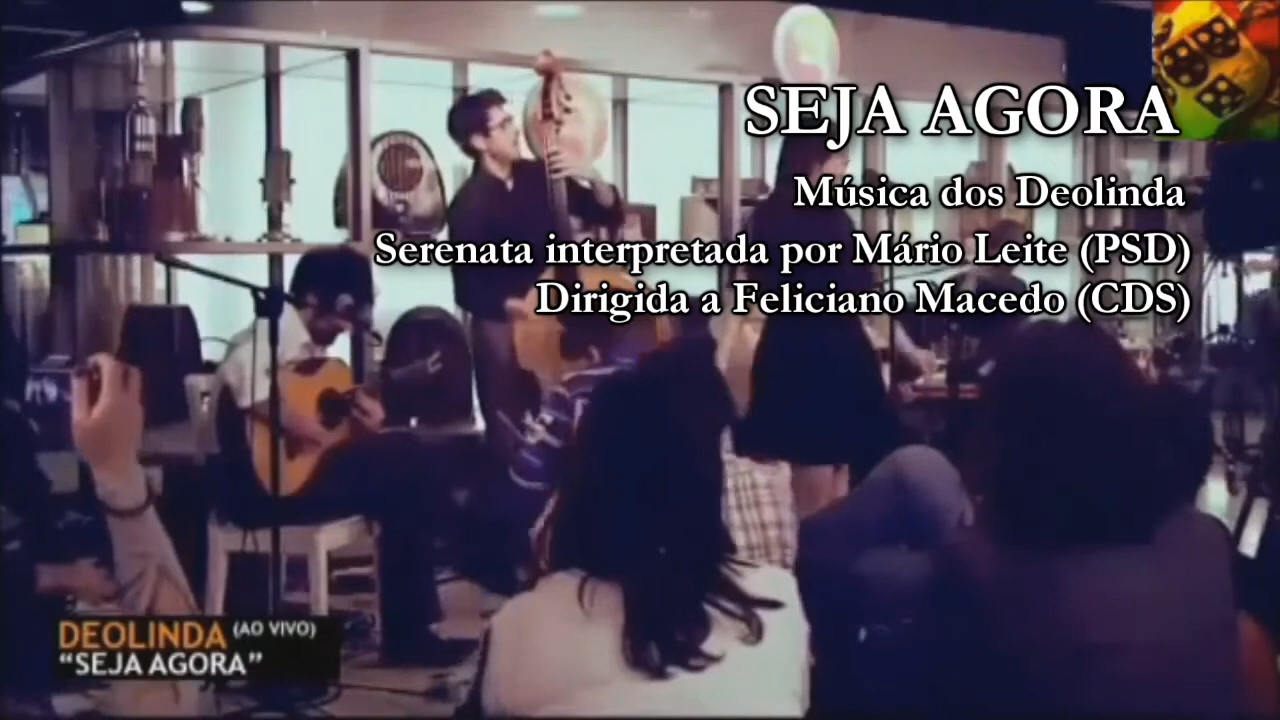 SEJA AGORA
Música dos Deolinda
Serenata interpretada por Mário Leite (PSD)
Dirigida a Feliciano Macedo (CDS)
DEOLINDA (AO VIVO)
“SEJA AGORA”